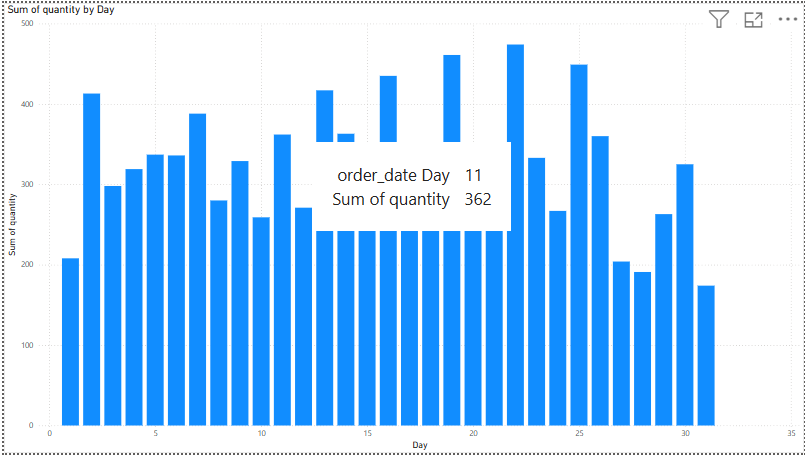 Sum of quantity by Day
500
400
300
200
100
0
Sum of quantity
order_date Day 11
Sum of quantity 362
0 5 10 15 20 25 30 35
Day